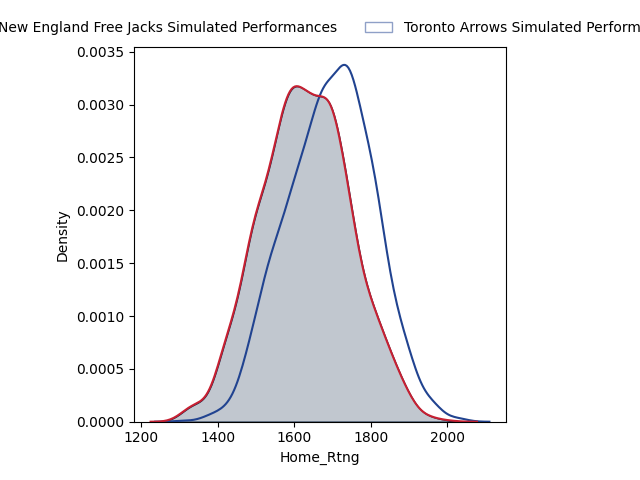 New England Free Jacks Simulated Performances Toronto Arrows Simulated Perform
0.0035
0.0030
0.0025
0.0020
0.0015
0.0010
0.0005
0.0000
Density
1200 1400 1600 1800 2000
Home_Rtng